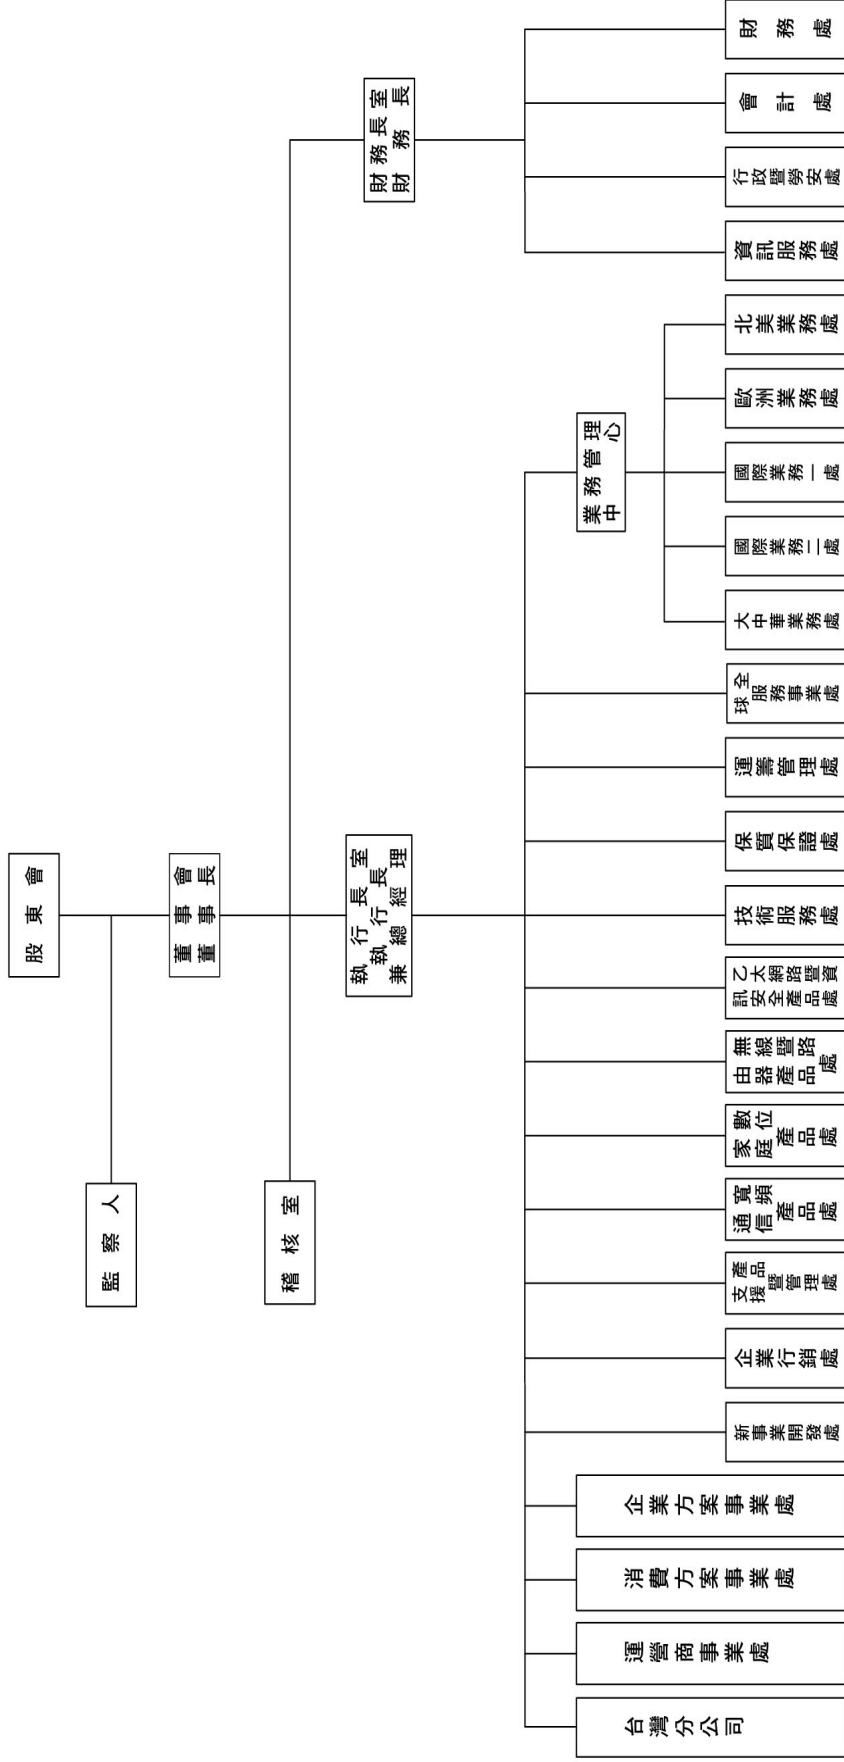 股東會
監察人
董事會
董事長
稽核室
財務長室
財務長
執行長室
執行長
兼總經理
業務管理
中心
台灣分公司
運營商事業處
消費方案事業處
企業方案事業處
新事業開發處
企業行銷處
產品
支援暨管理處
寬頻
通信產品處
數位
家庭產品處
無線暨路
由器產品處
乙太網路暨資
訊安全產品處
技術服務處
保質保證處
運籌管理處
全
球服務事業處
大中華業務處
國際業務二處
國際業務一處
歐洲業務處
北美業務處
資訊服務處
行政暨勞安處
會計處
財務處